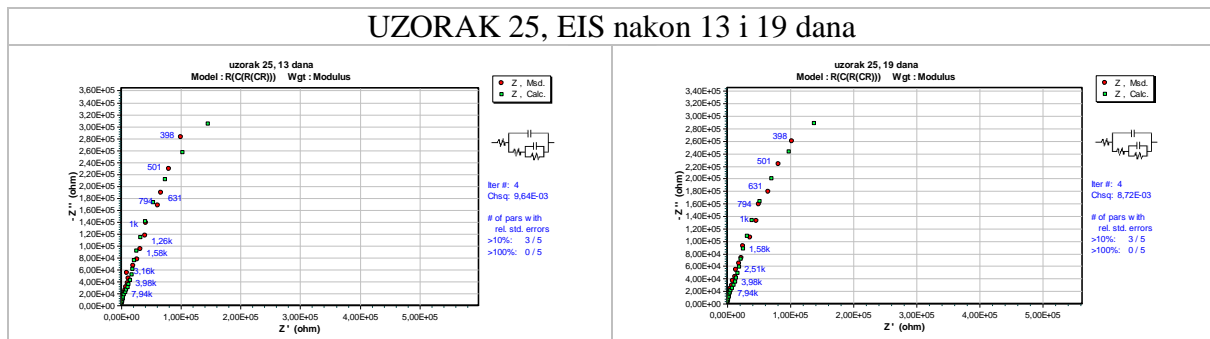 UZORAK 25, EIS nakon 13 i 19 dana
uzorak 25, 13 dana
Model : R(C(R(CR))) Wgt : Modulus
3,60E+05
3,40E+05
3,20E+05
3,00E+05
2,80E+05
2,60E+05
2,40E+05
2,20E+05
2,00E+05
1,80E+05
1,60E+05
1,40E+05
1,20E+05
1,00E+05
8,00E+04
6,00E+04
4,00E+04
2,00E+04
0,00E+00
-Z'' (ohm)
398
501
631
794
1k
1,26k
1,58k
3,16k
3,98k
7,94k
0,00E+00 1,00E+05 2,00E+05 3,00E+05 4,00E+05 5,00E+05
Z' (ohm)
Z , Msd.
Z , Calc.
Iter #: 4
Chsq: 9,64E-03
# of pars with
rel. std. errors
>10%: 3 / 5
>100%: 0 / 5
uzorak 25, 19 dana
Model : R(C(R(CR))) Wgt : Modulus
3,40E+05
3,20E+05
3,00E+05
2,80E+05
2,60E+05
2,40E+05
2,20E+05
2,00E+05
1,80E+05
1,60E+05
1,40E+05
1,20E+05
1,00E+05
8,00E+04
6,00E+04
4,00E+04
2,00E+04
0,00E+00
-Z'' (ohm)
398
501
631
794
1k
1,58k
2,51k
3,98k
7,94k
0,00E+00 1,00E+05 2,00E+05 3,00E+05 4,00E+05 5,00E+05
Z' (ohm)
Z , Msd.
Z , Calc.
Iter #: 4
Chsq: 8,72E-03
# of pars with
rel. std. errors
>10%: 3 / 5
>100%: 0 / 5